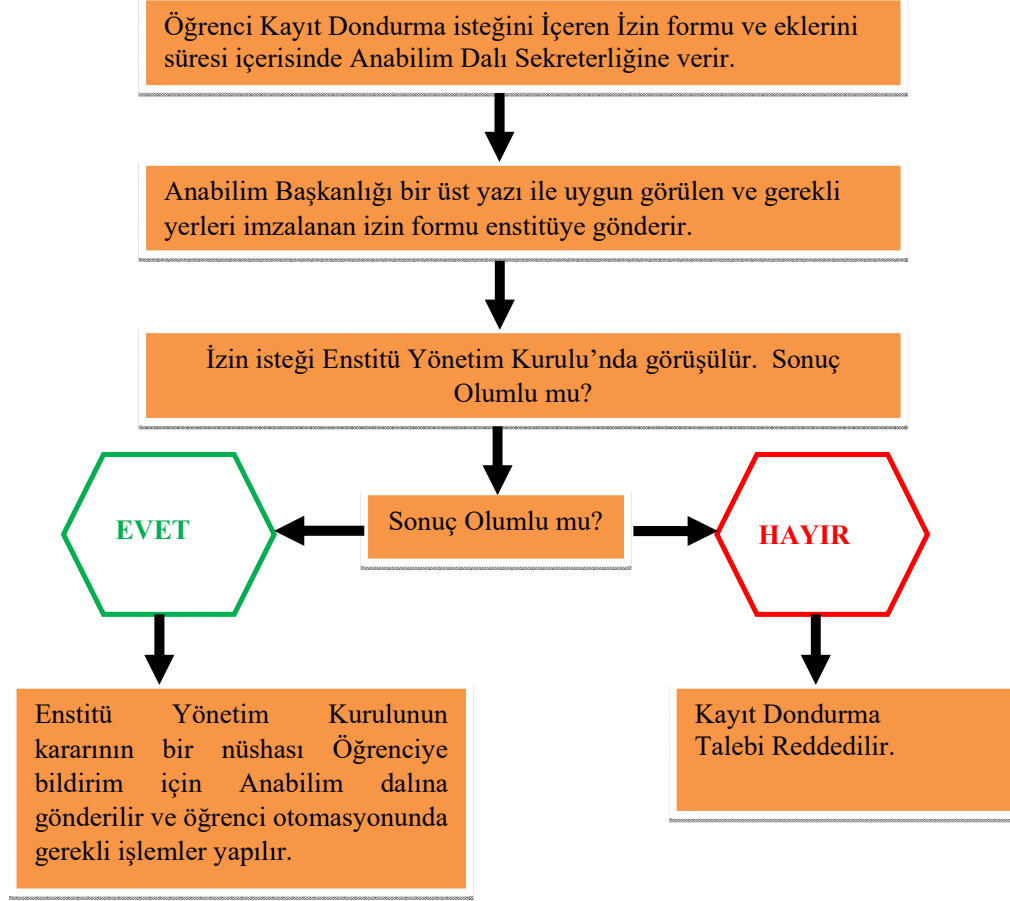 Öğrenci Kayıt Dondurma isteğini İçeren İzin formu ve eklerini
süresi içerisinde Anabilim Dalı Sekreterliğine verir.
Anabilim Başkanlığı bir üst yazı ile uygun görülen ve gerekli
yerleri imzalanan izin formu enstitüye gönderir.
İzin isteği Enstitü Yönetim Kurulu’nda görüşülür. Sonuç
Olumlu mu?
EVET
Sonuç Olumlu mu?
HAYIR
Enstitü Yönetim Kurulunun
kararının bir nüshası Öğrenciye
bildirim için Anabilim dalına
gönderilir ve öğrenci otomasyonunda
gerekli işlemler yapılır.
Kayıt Dondurma
Talebi Reddedilir.